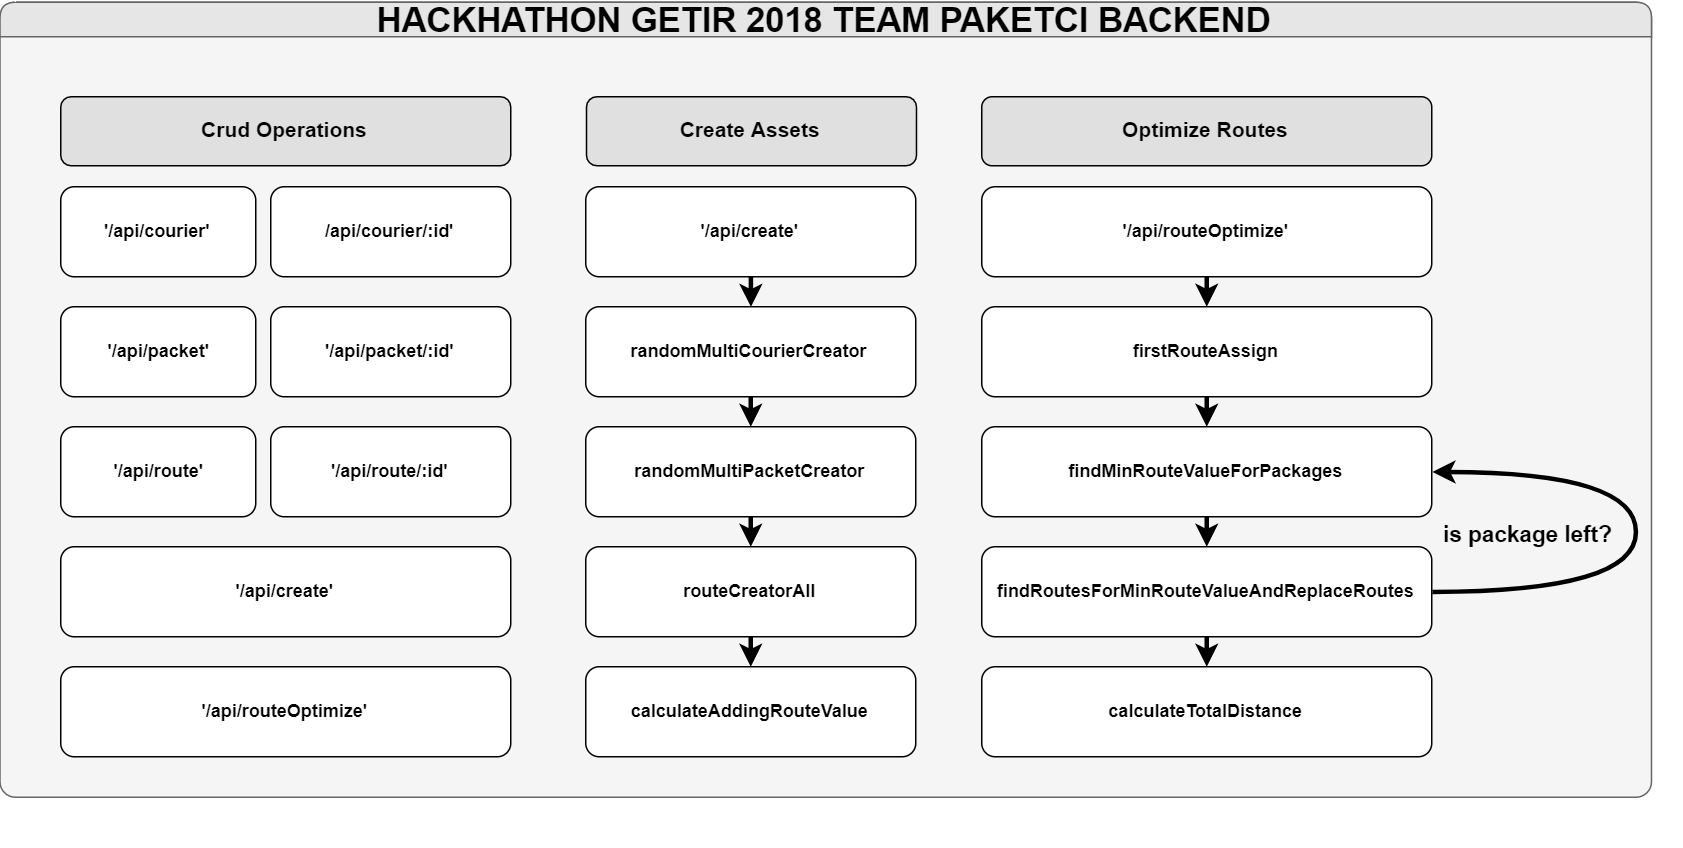 HACKHATHON GETIR 2018 TEAM PAKETCI BACKEND
Crud Operations
'/api/courier'
/api/courier/:id'
'/api/packet'
'/api/packet/:id'
'/api/route'
'/api/route/:id'
'/api/create'
'/api/routeOptimize'
Create Assets
'/api/create'
randomMultiCourierCreator
randomMultiPacketCreator
routeCreatorAll
calculateAddingRouteValue
Optimize Routes
'/api/routeOptimize'
firstRouteAssign
findMinRouteValueForPackages
is package left?
findRoutesForMinRouteValueAndReplaceRoutes
calculateTotalDistance